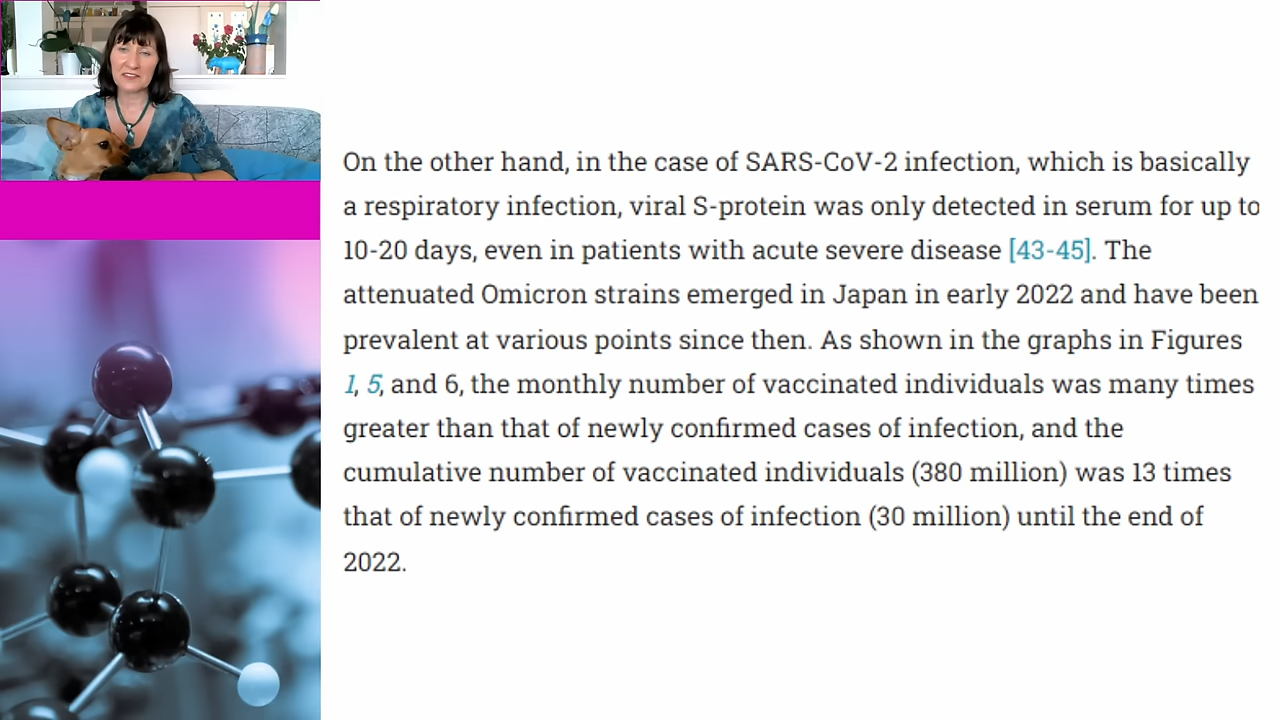 On the other hand, in the case of SARS-CoV-2 infection, which is basically
a respiratory infection, viral S-protein was only detected in serum for up to
10-20 days, even in patients with acute severe disease [43-45]. The
attenuated Omicron strains emerged in Japan in early 2022 and have been
prevalent at various points since then. As shown in the graphs in Figures
1, 5, and 6, the monthly number of vaccinated individuals was many times
greater than that of newly confirmed cases of infection, and the
cumulative number of vaccinated individuals (380 million) was 13 times
that of newly confirmed cases of infection (30 million) until the end of
2022.